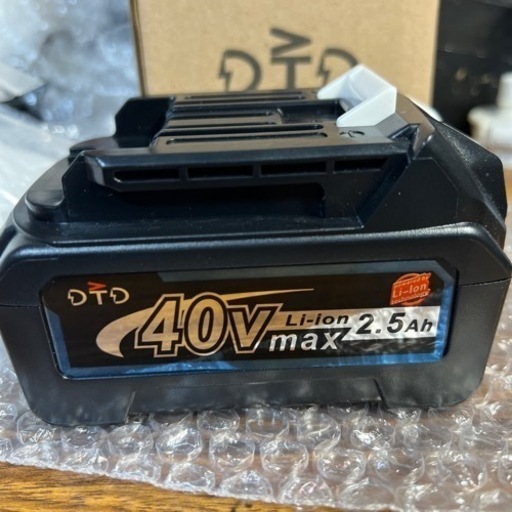 DTD
DTD
40V
Li-ion
max
2.5Ah
Li-Ion